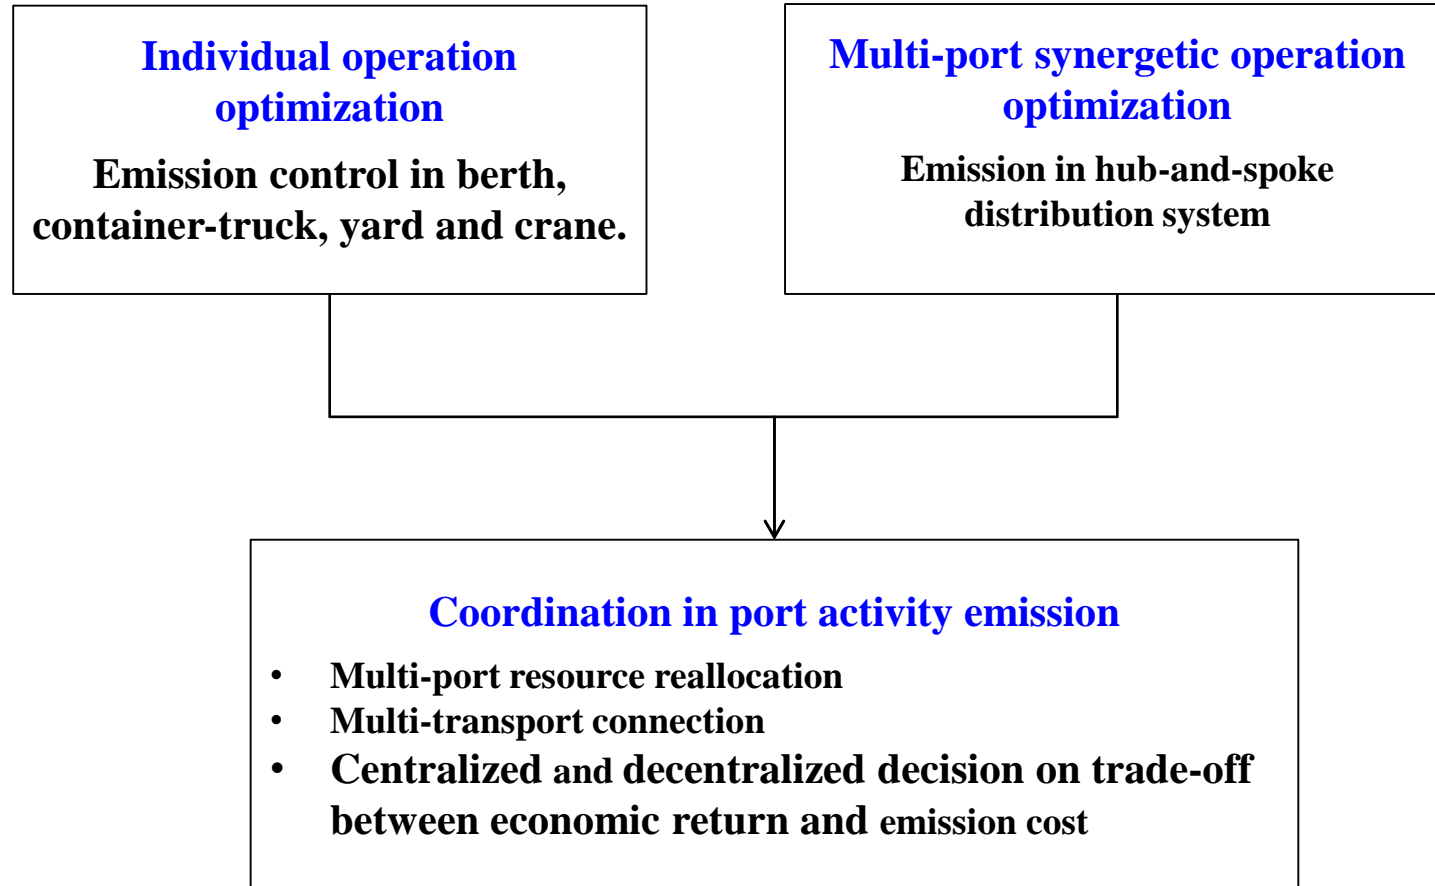 Individual operation
optimization
Emission control in berth,
container-truck, yard and crane.
Multi-port synergetic operation
optimization
Emission in hub-and-spoke
distribution system
Coordination in port activity emission
• Multi-port resource reallocation
• Multi-transport connection
• Centralized and decentralized decision on trade-off
between economic return and emission cost